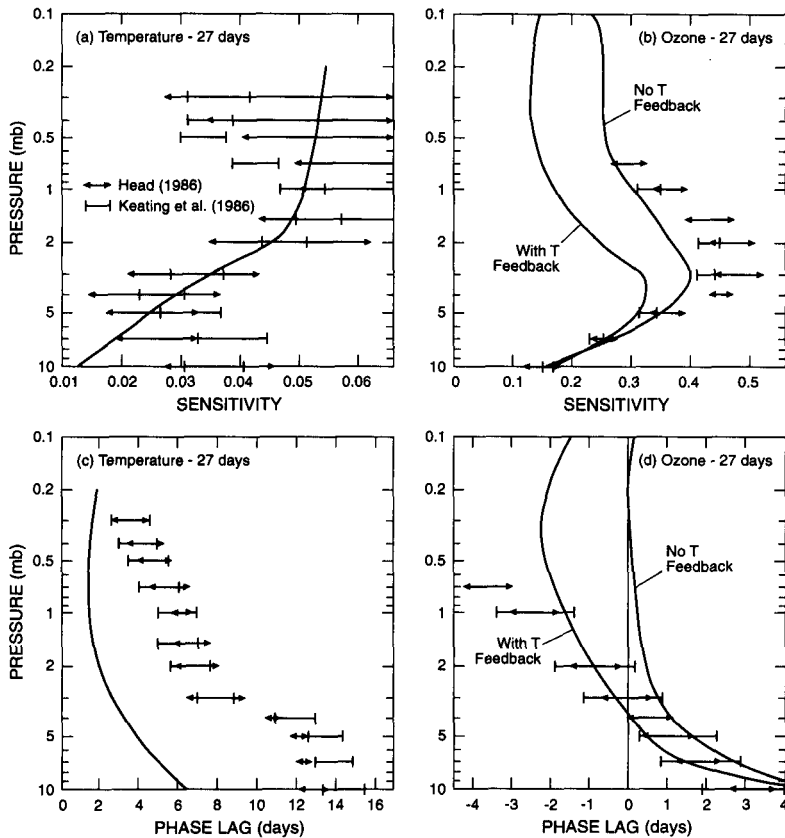 (a) Temperature - 27 days
0.1
0.2
0.5
1
2
5
10
PRESSURE (mb)
Head (1986)
Keating et al. (1986)
0.01
0.02
0.03
0.04
0.05
0.06
SENSITIVITY
(b) Ozone - 27 days
0.1
0.2
0.5
1
2
5
10
No T
Feedback
With T
Feedback
0
0.1
0.2
0.3
0.4
0.5
SENSITIVITY
(c) Temperature - 27 days
0.1
0.2
0.5
1
2
5
10
PRESSURE (mb)
0
2
4
6
8
10
12
14
16
PHASE LAG (days)
(d) Ozone - 27 days
0.1
0.2
0.5
1
2
5
10
No T
Feedback
With T
Feedback
-4
-3
-2
-1
0
1
2
3
4
PHASE LAG (days)